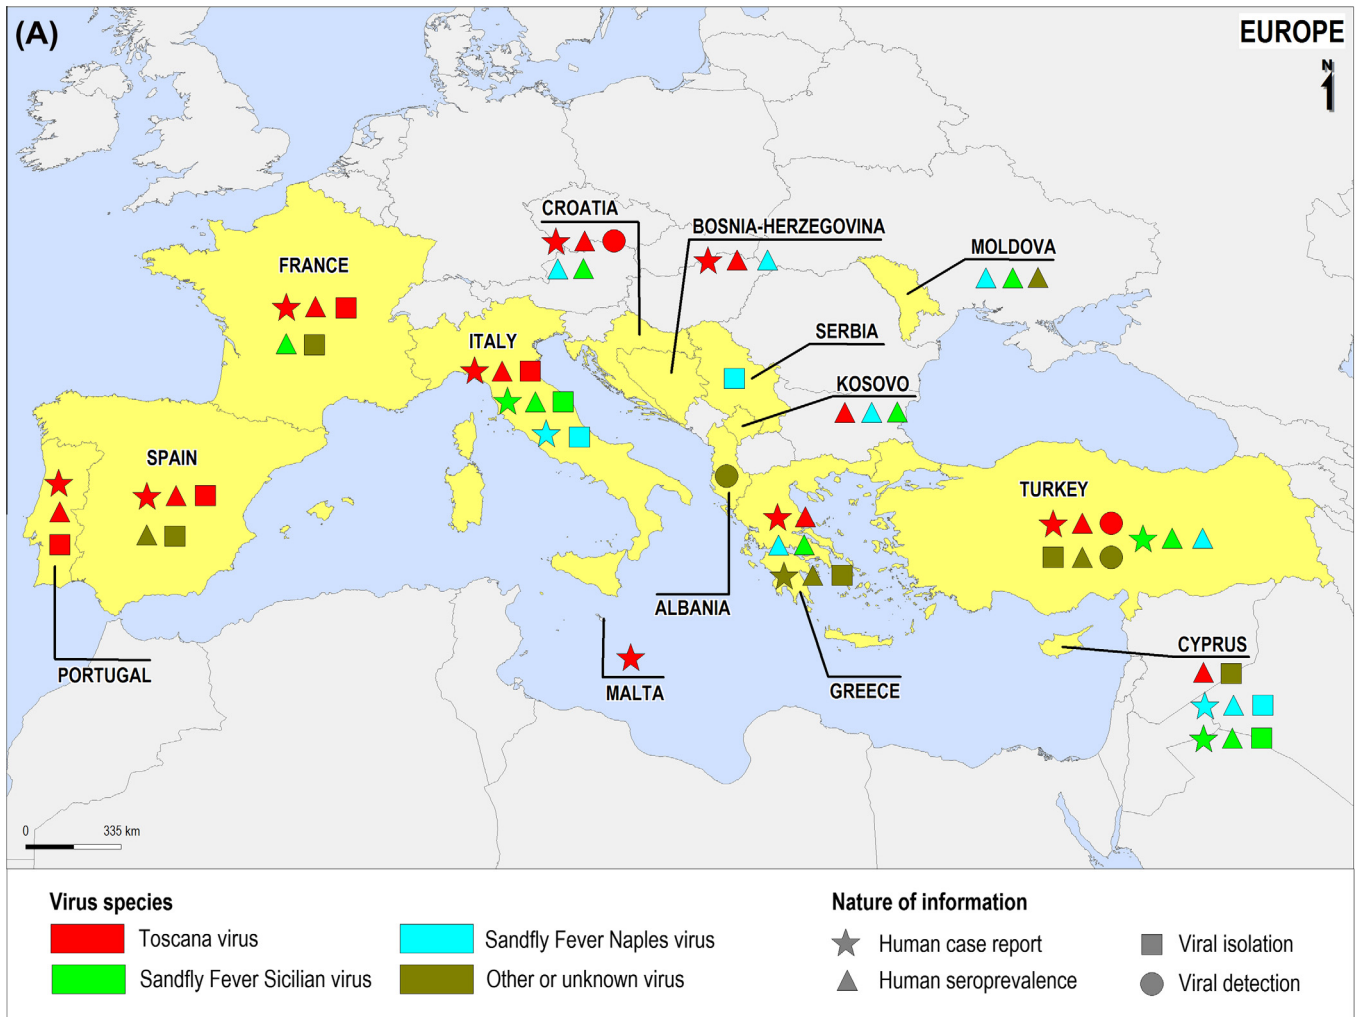 (A)
EUROPE
N
CROATIA
BOSNIA-HERZEGOVINA
MOLDOVA
FRANCE
SERBIA
ITALY
KOSOVO
SPAIN
TURKEY
ALBANIA
CYPRUS
PORTUGAL
MALTA
GREECE
0 335 km
Virus species
Toscana virus
Sandfly Fever Naples virus
Sandfly Fever Sicilian virus
Other or unknown virus
Nature of information
Human case report
Viral isolation
Human seroprevalence
Viral detection